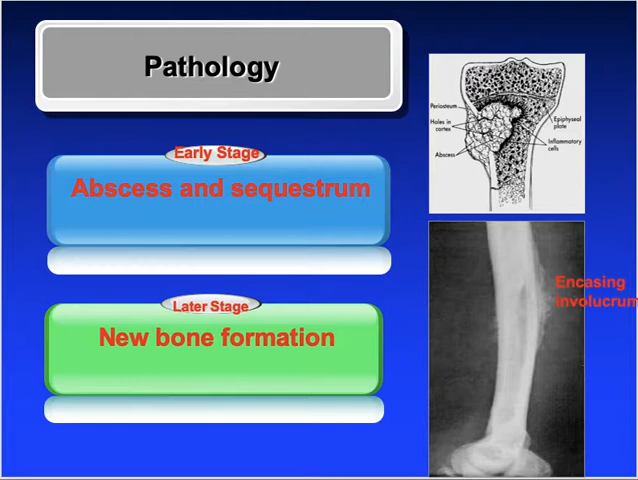 Pathology
Early Stage
Abscess and sequestrum
Later Stage
New bone formation
Periosteum
Holes in
cortex
Abscess
Epiphyseal
plate
Inflammatory
cells
Encasing
involucrum